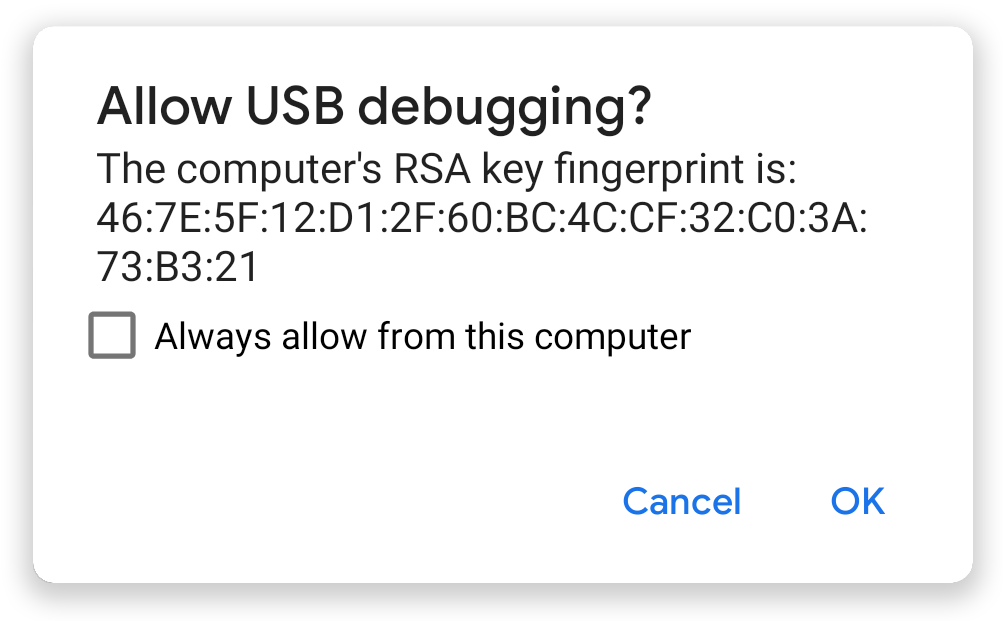 Allow USB debugging?
The computer's RSA key fingerprint is:
46:7E:5F:12:D1:2F:60:BC:4C:CF:32:C0:3A:
73:B3:21
Always allow from this computer
Cancel OK